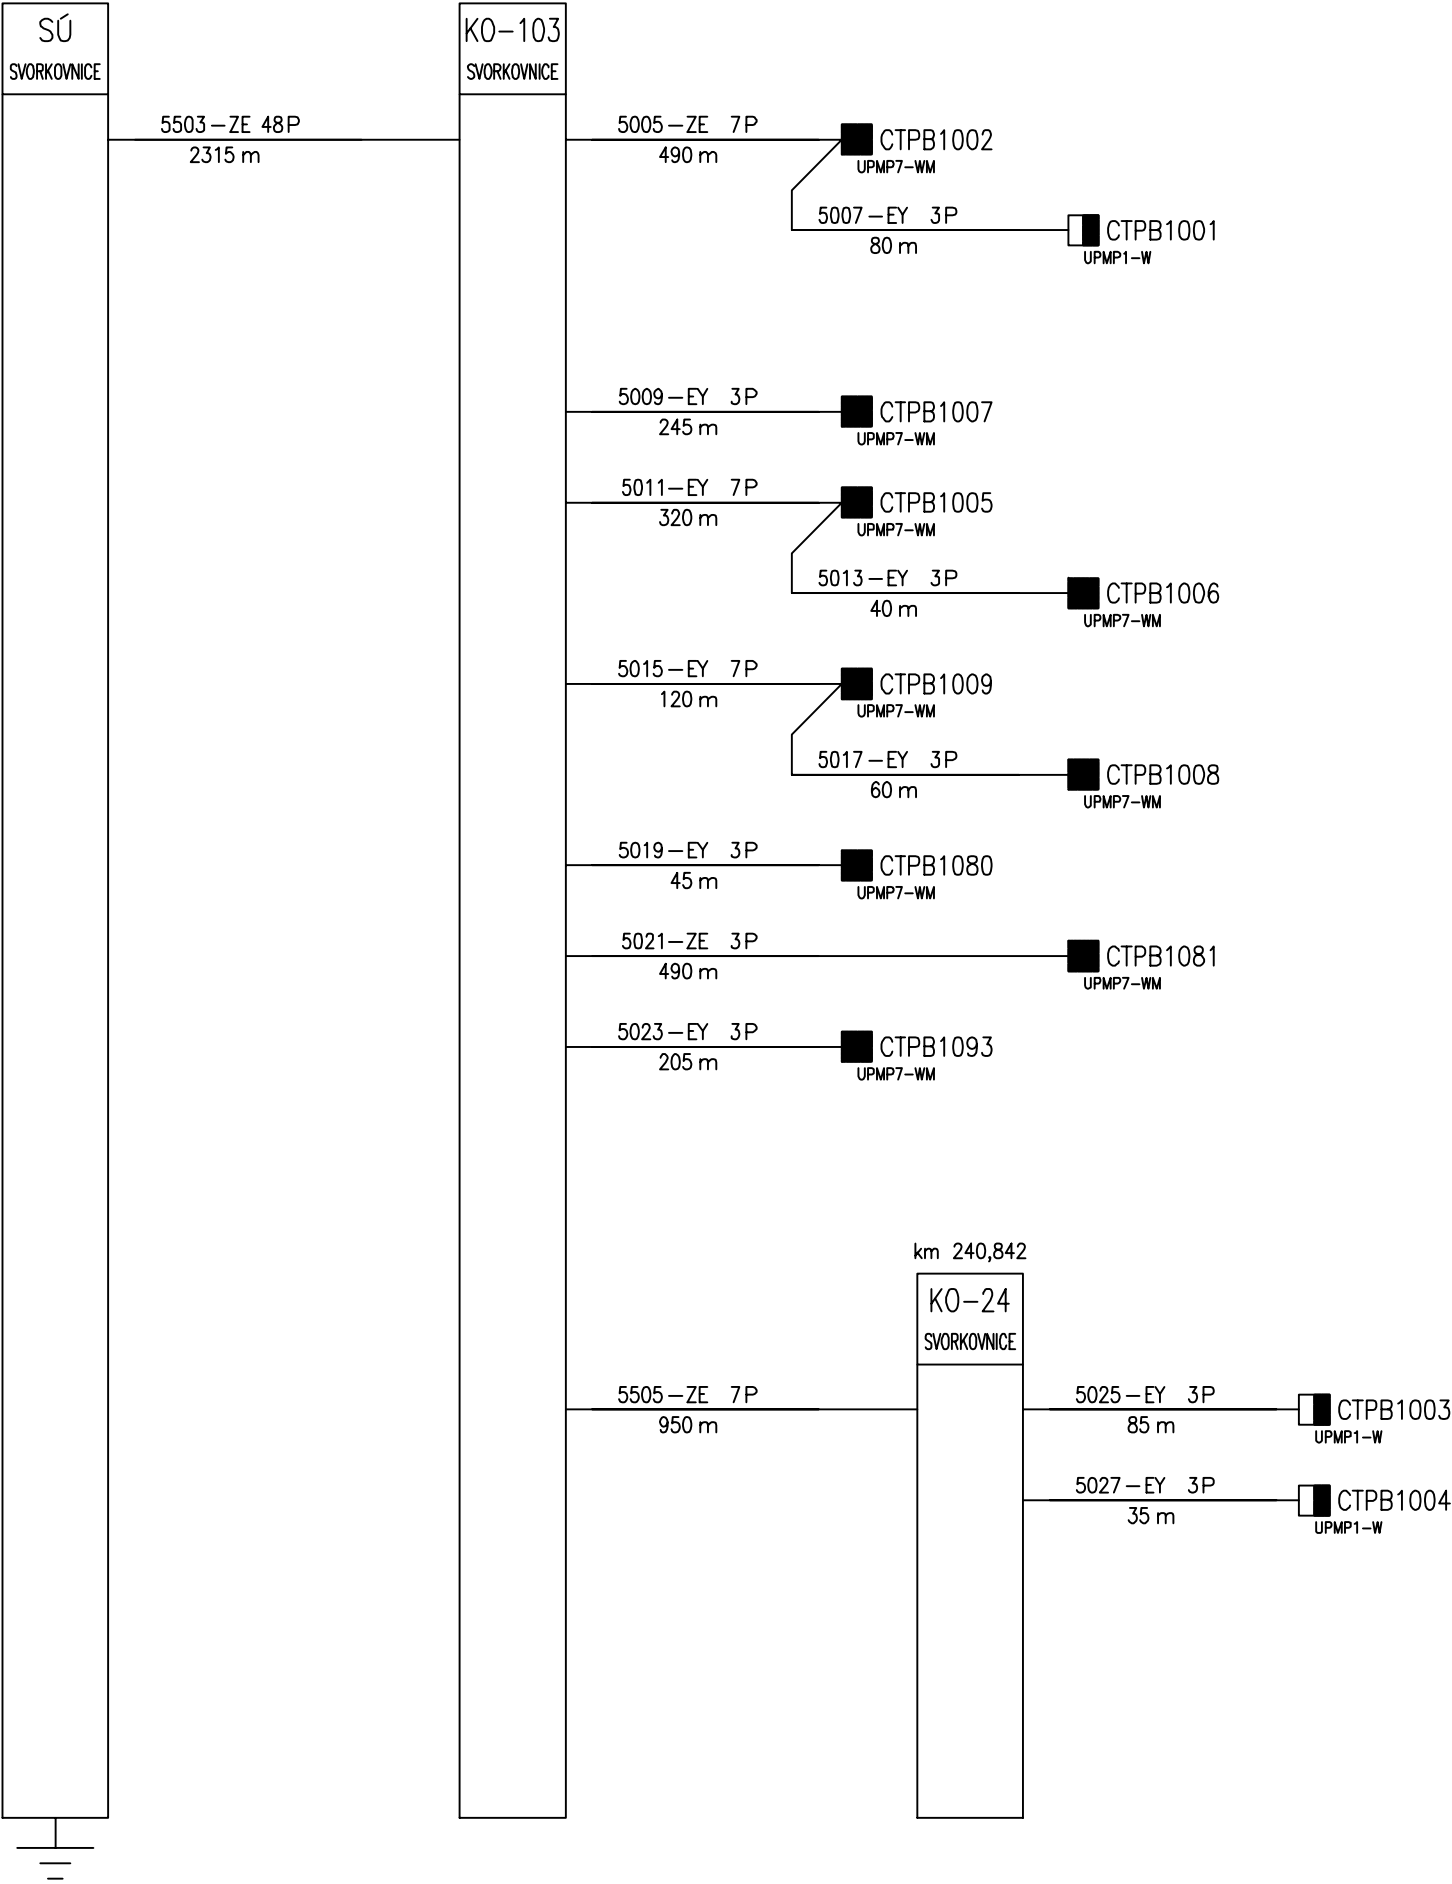 SÚ
SVORKOVNICE
KO-103
SVORKOVNICE
5503-ZE 48P
2315 m
5005-ZE 7P
490 m
CTPB1002
UPMP7-WM
5007-EY 3P
80 m
CTPB1001
UPMP1-W
5009-EY 3P
245 m
CTPB1007
UPMP7-WM
5011-EY 7P
320 m
CTPB1005
UPMP7-WM
5013-EY 3P
40 m
CTPB1006
UPMP7-WM
5015-EY 7P
120 m
CTPB1009
UPMP7-WM
5017-EY 3P
60 m
CTPB1008
UPMP7-WM
5019-EY 3P
45 m
CTPB1080
UPMP7-WM
5021-ZE 3P
490 m
CTPB1081
UPMP7-WM
5023-EY 3P
205 m
CTPB1093
UPMP7-WM
km 240,842
KO-24
SVORKOVNICE
5505-ZE 7P
950 m
5025-EY 3P
85 m
CTPB1003
UPMP1-W
5027-EY 3P
35 m
CTPB1004
UPMP1-W